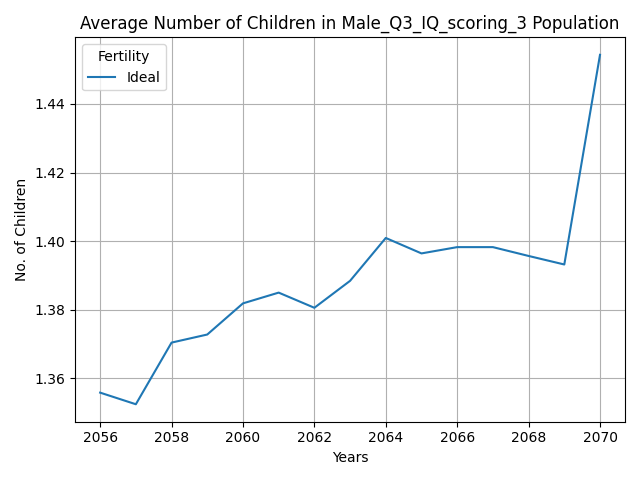 Average Number of Children in Male_Q3_IQ_scoring_3 Population
Fertility
Ideal
No. of Children
1.44
1.42
1.40
1.38
1.36
2056 2058 2060 2062 2064 2066 2068 2070
Years